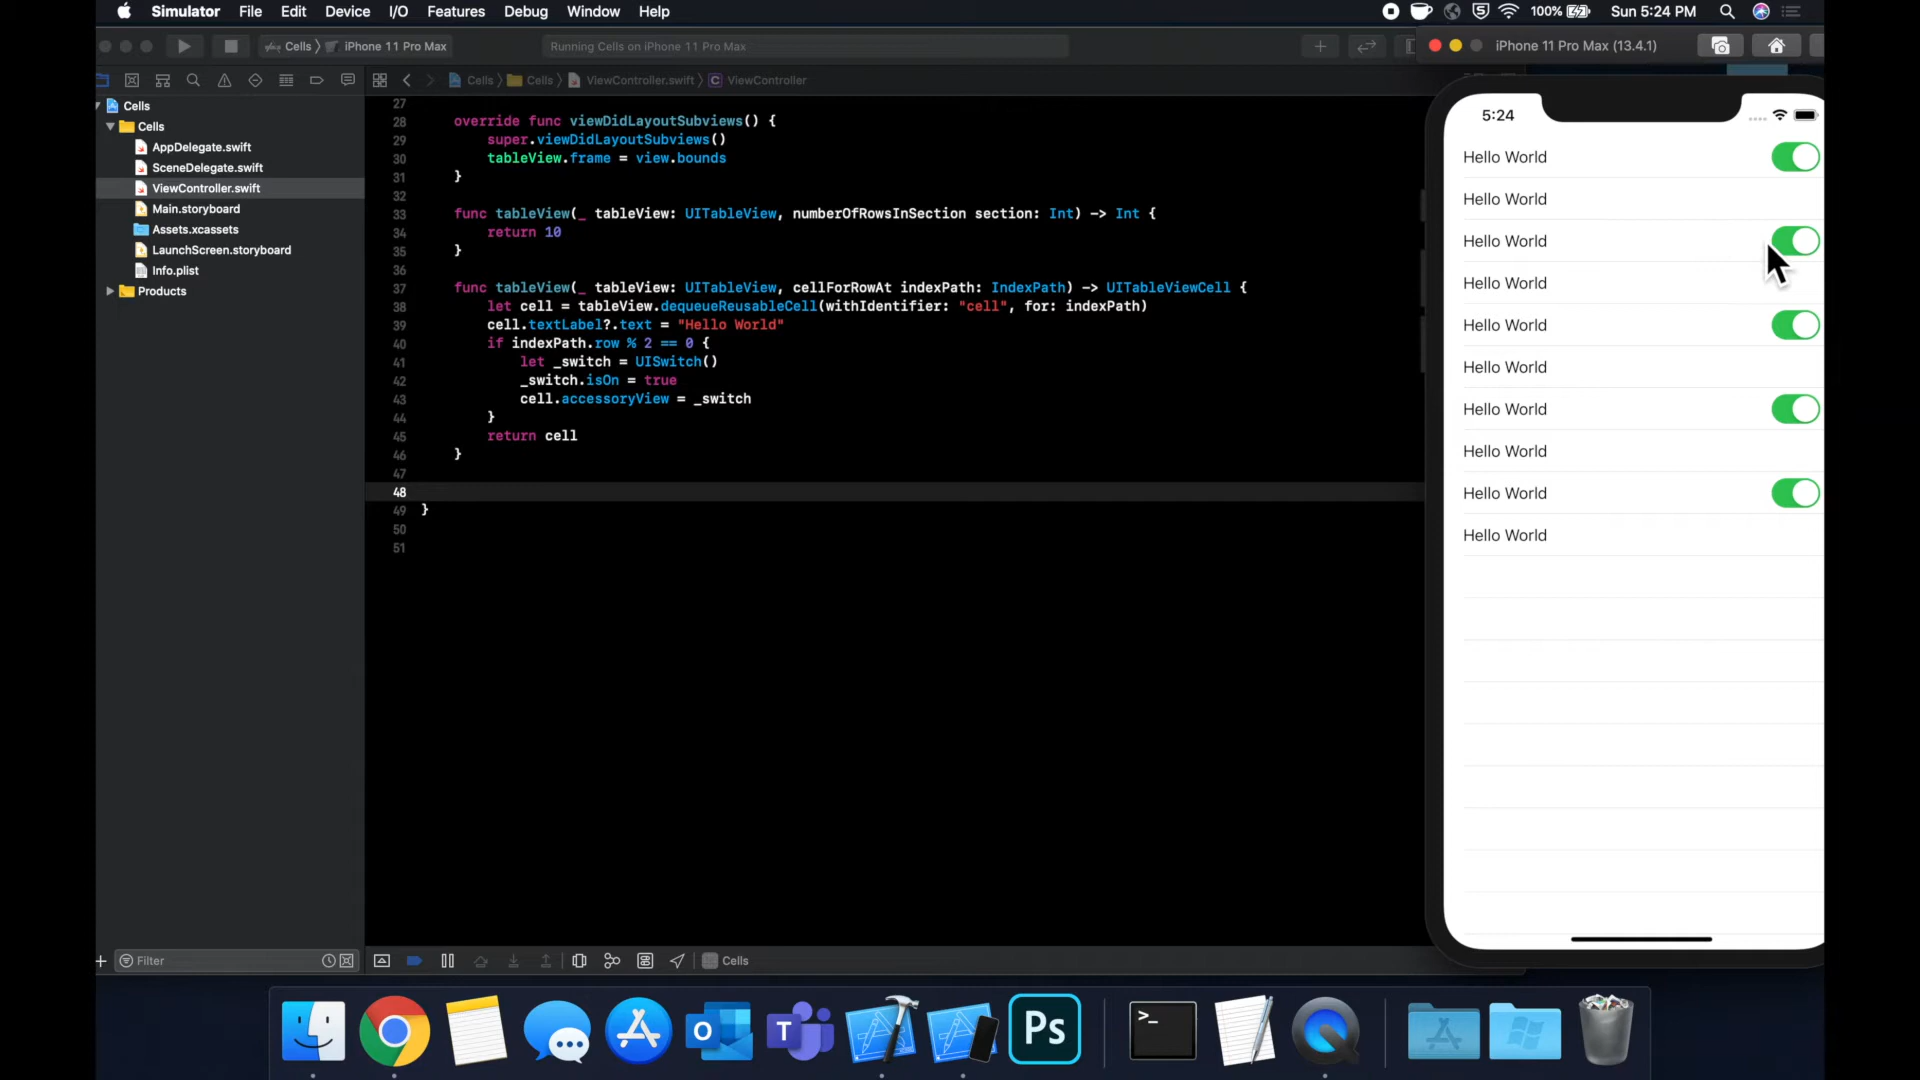 Simulator File Edit Device I/O Features Debug Window Help 100% Sun 5:24 PM
Cells iPhone 11 Pro Max Running Cells on iPhone 11 Pro Max
iPhone 11 Pro Max (13.4.1)
Cells Cells ViewController.swift C ViewController
Cells
Cells
AppDelegate.swift
SceneDelegate.swift
ViewController.swift
Main.storyboard
Assets.xcassets
LaunchScreen.storyboard
Info.plist
Products
Filter
27
28 override func viewDidLayoutSubviews() {
29 super.viewDidLayoutSubviews()
30 tableView.frame = view.bounds
31 }
32
33 func tableView(_ tableView: UITableView, numberOfRowsInSection section: Int) -> Int {
34 return 10
35 }
36
37 func tableView(_ tableView: UITableView, cellForRowAt indexPath: IndexPath) -> UITableViewCell {
38 let cell = tableView.dequeueReusableCell(withIdentifier: "cell", for: indexPath)
39 cell.textLabel?.text = "Hello World"
40 if indexPath.row % 2 == 0 {
41 let _switch = UISwitch()
42 _switch.isOn = true
43 cell.accessoryView = _switch
44 }
45 return cell
46 }
47
48
49 }
50
51
Cells
5:24
Hello World
Hello World
Hello World
Hello World
Hello World
Hello World
Hello World
Hello World
Hello World
Hello World
O
T
Ps
>_